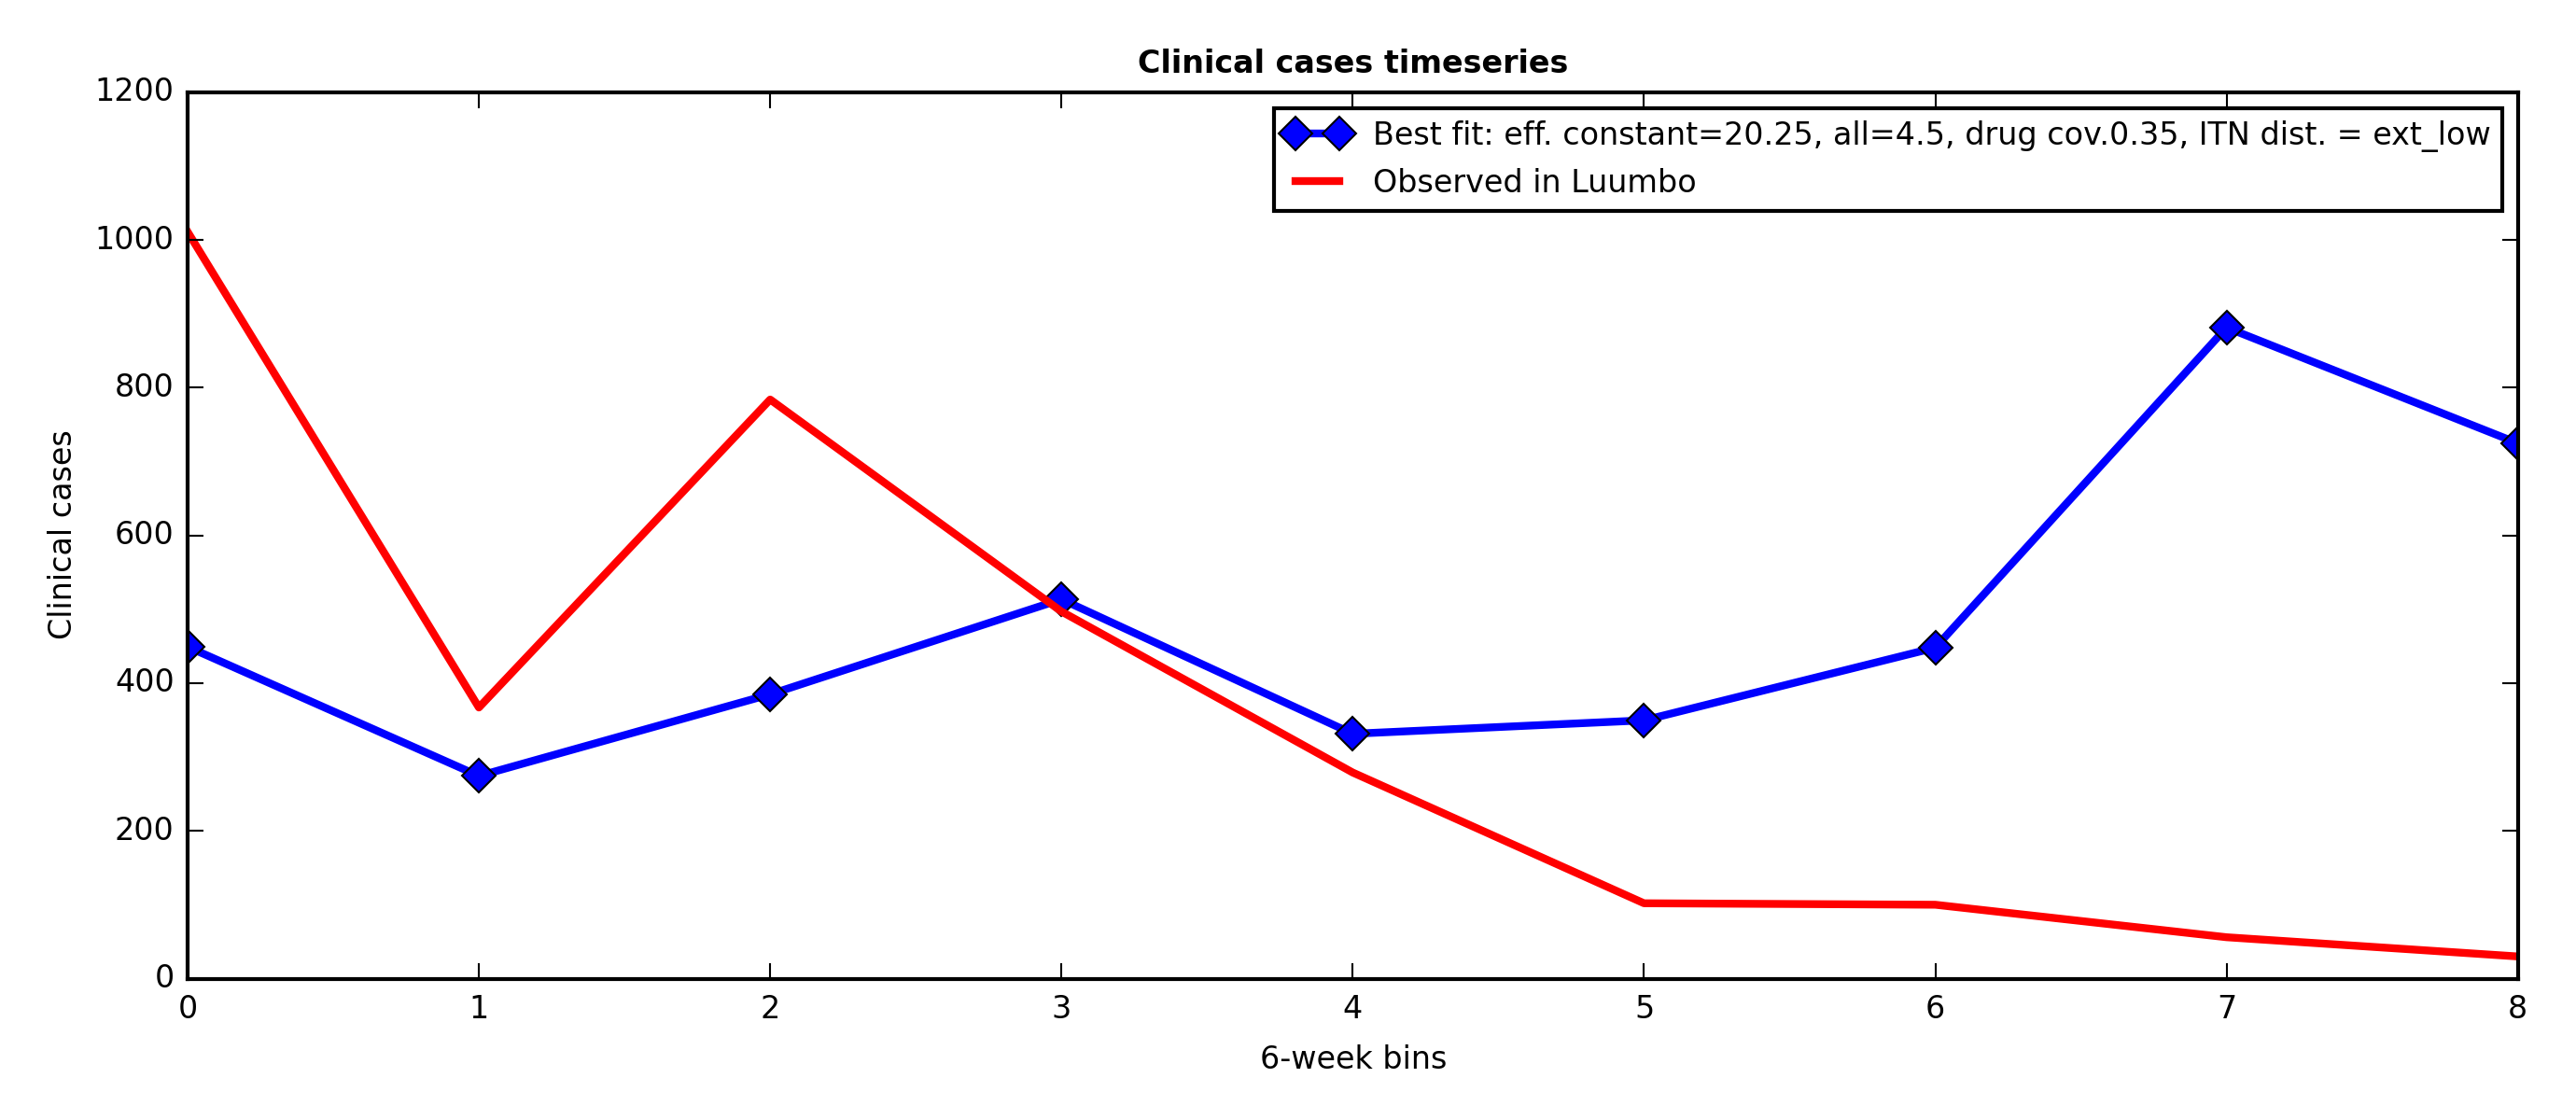 Clinical cases timeseries
Best fit: eff. constant=20.25, all=4.5, drug cov.0.35, ITN dist. = ext_low
Observed in Luumbo
Clinical cases
1200
1000
800
600
400
200
0
0 1 2 3 4 5 6 7 8
6-week bins